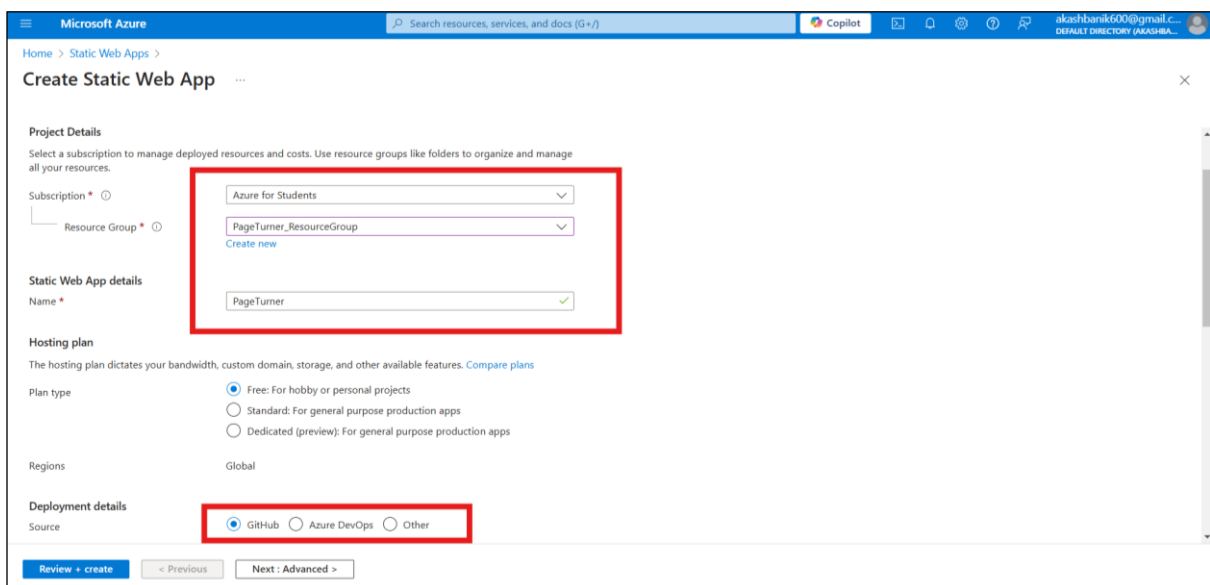 Microsoft Azure
Search resources, services, and docs (G+/)
Copilot
akashbanik600@gmail.c...
DEFAULT DIRECTORY (AKASHBA...
Home > Static Web Apps >
Create Static Web App ...
Project Details
Select a subscription to manage deployed resources and costs. Use resource groups like folders to organize and manage
all your resources.
Subscription *
Azure for Students
Resource Group *
PageTurner_ResourceGroup
Create new
Static Web App details
Name *
PageTurner
Hosting plan
The hosting plan dictates your bandwidth, custom domain, storage, and other available features. Compare plans
Plan type
Free: For hobby or personal projects
Standard: For general purpose production apps
Dedicated (preview): For general purpose production apps
Regions
Global
Deployment details
Source
GitHub
Azure DevOps
Other
Review + create
< Previous
Next : Advanced >